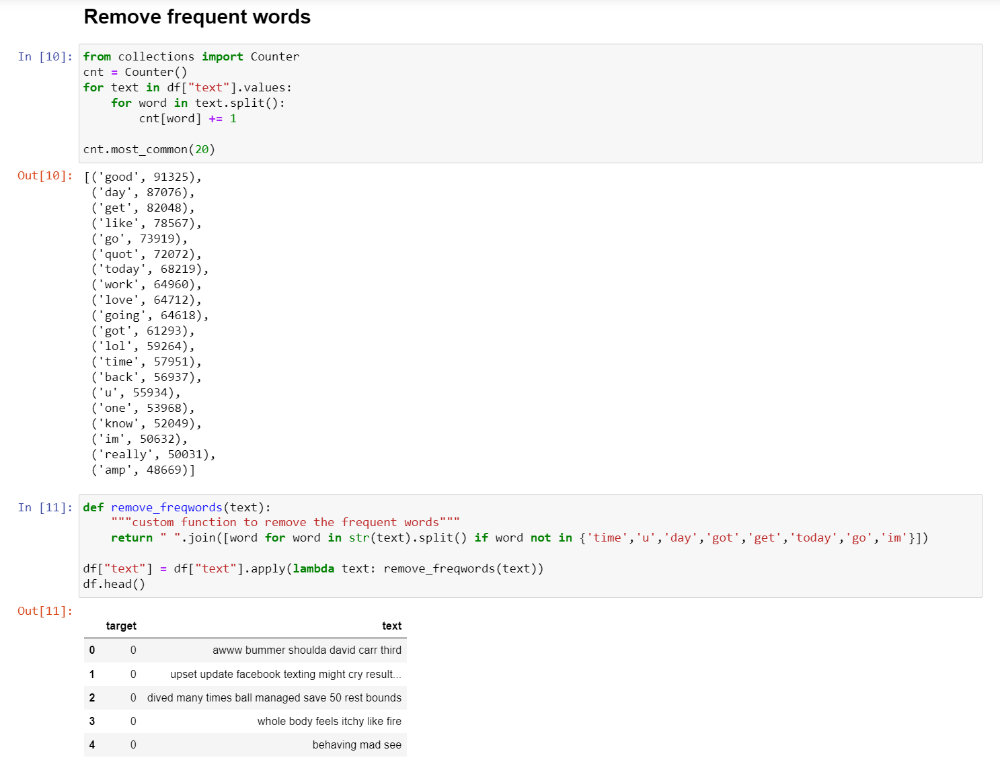 Remove frequent words
In [10]: from collections import Counter
cnt = Counter()
for text in df["text"].values:
    for word in text.split():
        cnt[word] += 1

cnt.most_common(20)
Out[10]: [('good', 91325),
 ('day', 87076),
 ('get', 82048),
 ('like', 78567),
 ('go', 73919),
 ('quot', 72072),
 ('today', 68219),
 ('work', 64960),
 ('love', 64712),
 ('going', 64618),
 ('got', 61293),
 ('lol', 59264),
 ('time', 57951),
 ('back', 56937),
 ('u', 55934),
 ('one', 53968),
 ('know', 52049),
 ('im', 50632),
 ('really', 50031),
 ('amp', 48669)]
In [11]: def remove_freqwords(text):
    """custom function to remove the frequent words"""
    return " ".join([word for word in str(text).split() if word not in {'time','u','day','got','get','today','go','im'}])

df["text"] = df["text"].apply(lambda text: remove_freqwords(text))
df.head()
Out[11]:
target text
0 0 awww bummer shoulda david carr third
1 0 upset update facebook texting might cry result...
2 0 dived many times ball managed save 50 rest bounds
3 0 whole body feels itchy like fire
4 0 behaving mad see